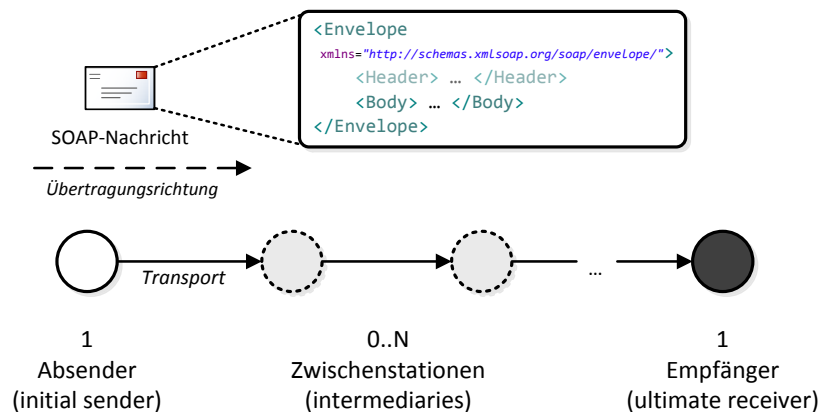 <Envelope
xmlns="http://schemas.xmlsoap.org/soap/envelope/">
<Header> … </Header>
<Body> … </Body>
</Envelope>
SOAP-Nachricht
Übertragungsrichtung
Transport
…
1
0..N
1
Absender
Zwischenstationen
Empfänger
(initial sender)
(intermediaries)
(ultimate receiver)